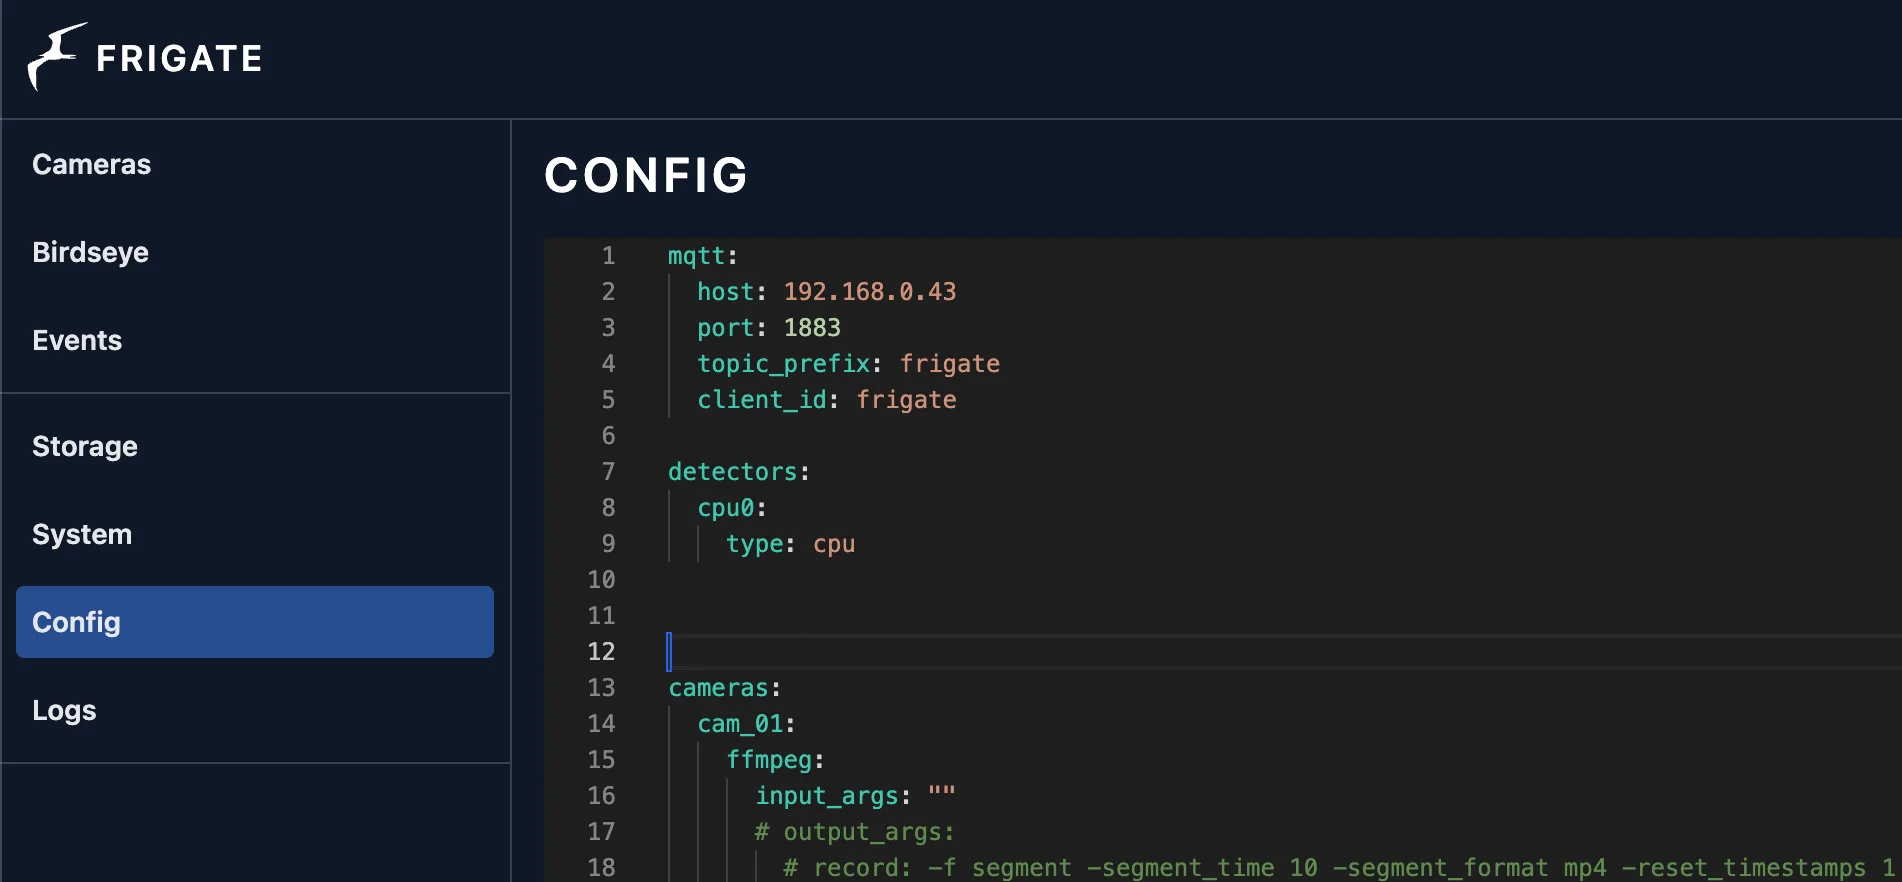 FRIGATE
Cameras
Birdseye
Events
Storage
System
Config
Logs
CONFIG
1 mqtt:
2   host: 192.168.0.43
3   port: 1883
4   topic_prefix: frigate
5   client_id: frigate
6
7 detectors:
8   cpu0:
9     type: cpu
10
11
12
13 cameras:
14   cam_01:
15     ffmpeg:
16       input_args: ""
17       # output_args:
18         # record: -f segment -segment_time 10 -segment_format mp4 -reset_timestamps 1